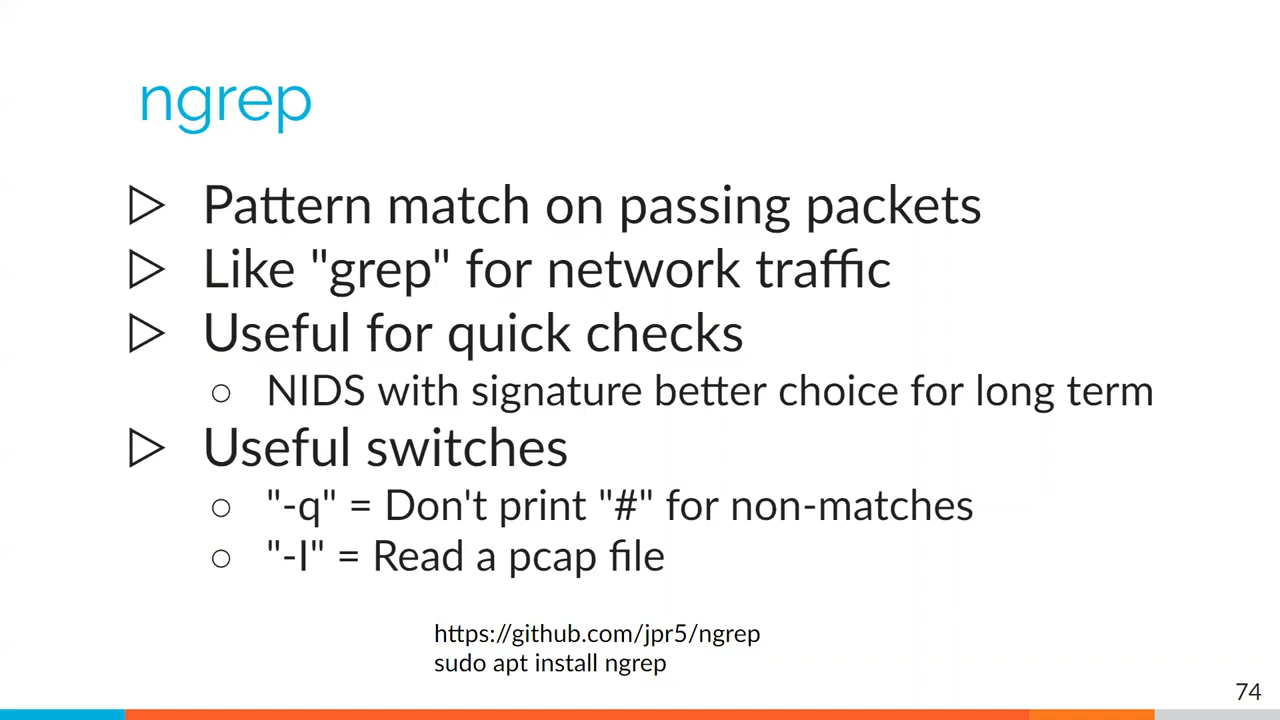 ngrep
▷ Pattern match on passing packets
▷ Like "grep" for network traffic
▷ Useful for quick checks
○ NIDS with signature better choice for long term
▷ Useful switches
○ "-q" = Don't print "#" for non-matches
○ "-I" = Read a pcap file
https://github.com/jpr5/ngrep
sudo apt install ngrep
74